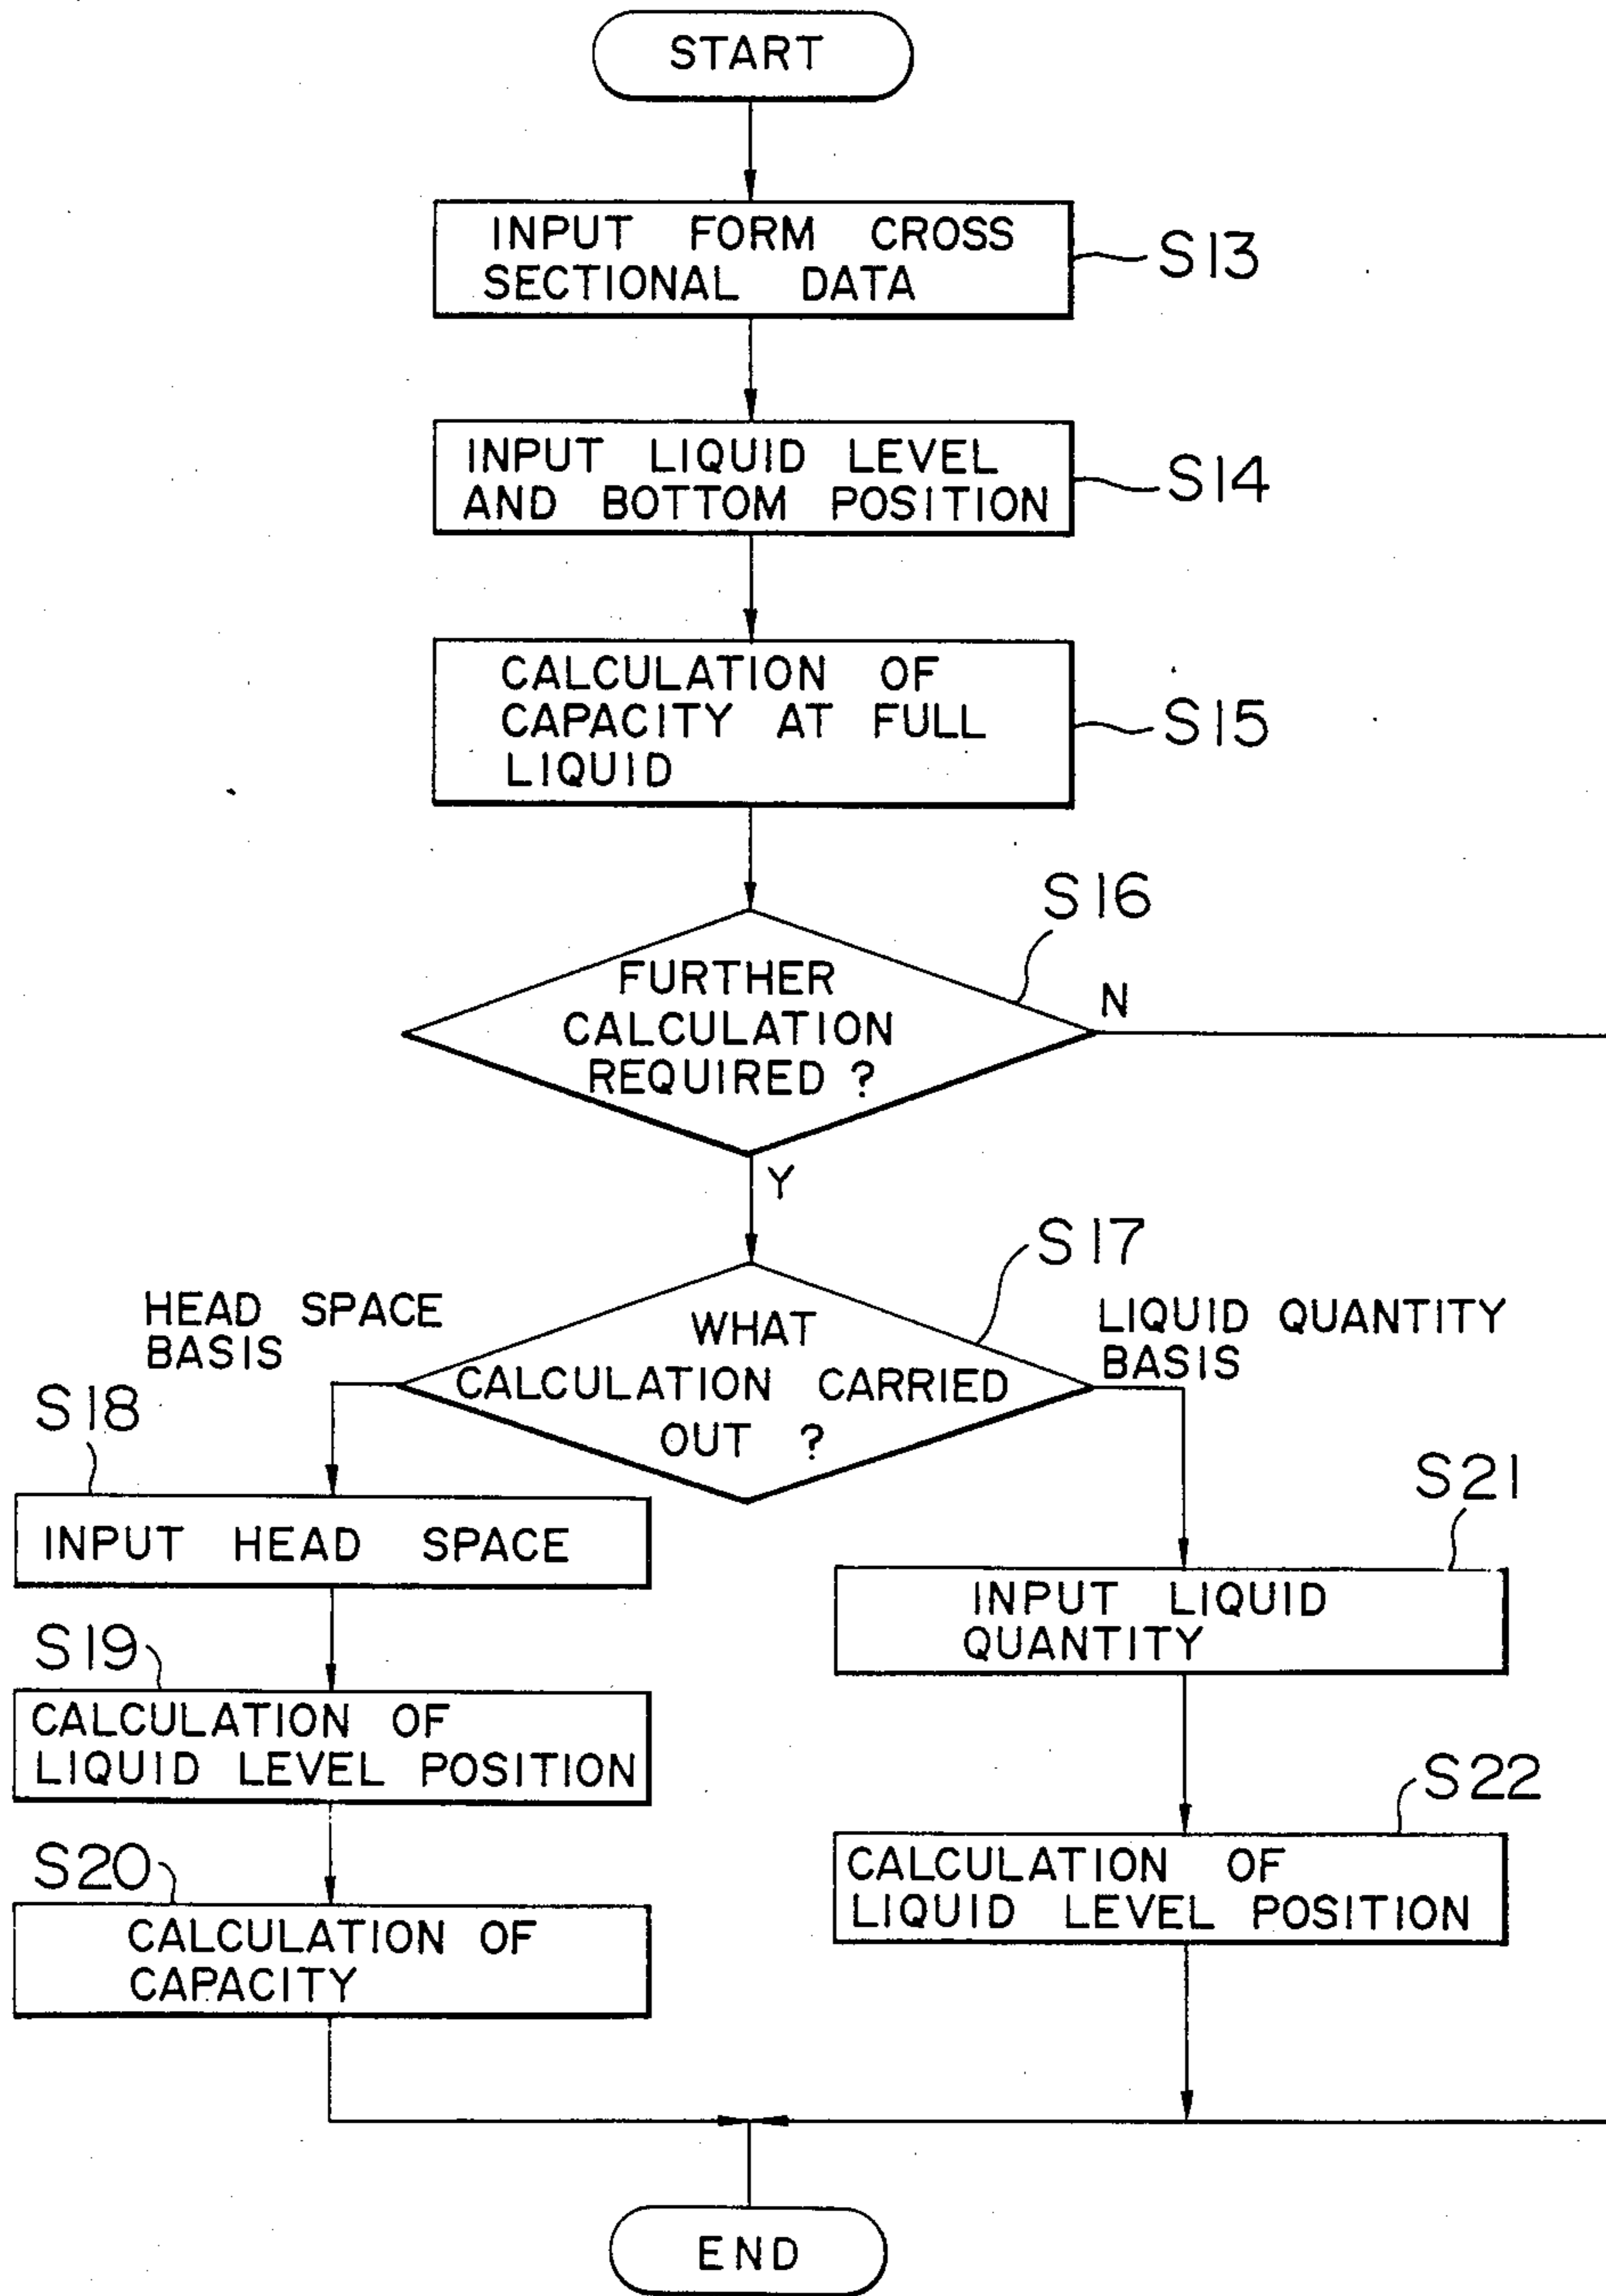 START
INPUT FORM CROSS
SECTIONAL DATA
S13
INPUT LIQUID LEVEL
AND BOTTOM POSITION
S14
CALCULATION OF
CAPACITY AT FULL
LIQUID
S15
S16
FURTHER
CALCULATION
REQUIRED ?
N
Y
S17
HEAD SPACE
BASIS
WHAT
CALCULATION CARRIED
OUT ?
LIQUID QUANTITY
BASIS
S18
INPUT HEAD SPACE
S19
CALCULATION OF
LIQUID LEVEL POSITION
S20
CALCULATION OF
CAPACITY
S21
INPUT LIQUID
QUANTITY
S22
CALCULATION OF
LIQUID LEVEL POSITION
END